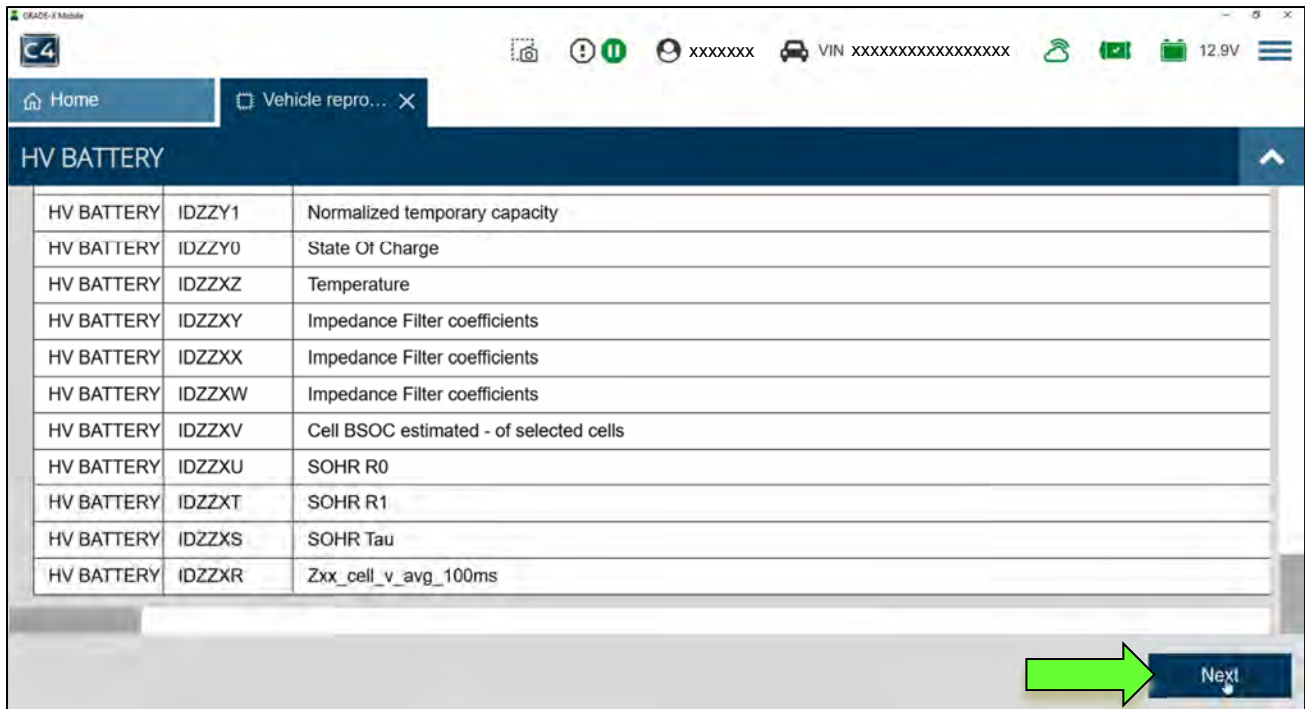 GRADE-X Mobile
C4 xxxxxxx VIN xxxxxxxxxxxxxxxxx 12.9V
Home Vehicle repro...
HV BATTERY
HV BATTERY IDZZY1 Normalized temporary capacity
HV BATTERY IDZZY0 State Of Charge
HV BATTERY IDZZXZ Temperature
HV BATTERY IDZZXY Impedance Filter coefficients
HV BATTERY IDZZXX Impedance Filter coefficients
HV BATTERY IDZZXW Impedance Filter coefficients
HV BATTERY IDZZXV Cell BSOC estimated - of selected cells
HV BATTERY IDZZXU SOHR R0
HV BATTERY IDZZXT SOHR R1
HV BATTERY IDZZXS SOHR Tau
HV BATTERY IDZZXR Zxx_cell_v_avg_100ms
Next